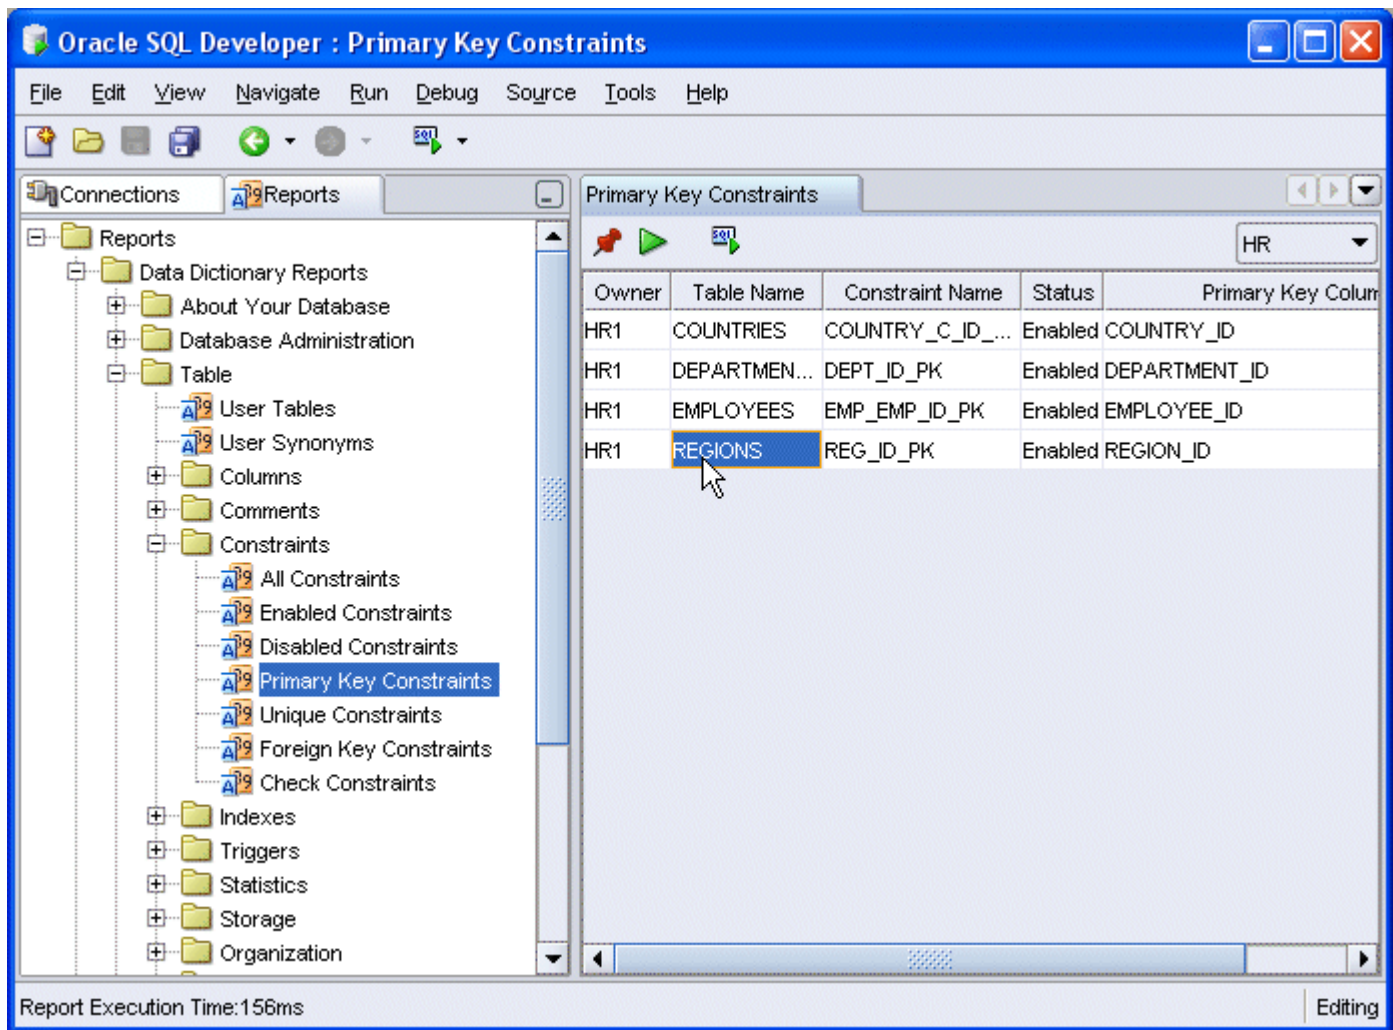 Oracle SQL Developer : Primary Key Constraints
File Edit View Navigate Run Debug Source Tools Help
SQL
Connections Reports
Reports
Data Dictionary Reports
About Your Database
Database Administration
Table
User Tables
User Synonyms
Columns
Comments
Constraints
All Constraints
Enabled Constraints
Disabled Constraints
Primary Key Constraints
Unique Constraints
Foreign Key Constraints
Check Constraints
Indexes
Triggers
Statistics
Storage
Organization
Primary Key Constraints
SQL HR
Owner Table Name Constraint Name Status Primary Key Colum
HR1 COUNTRIES COUNTRY_C_ID_... Enabled COUNTRY_ID
HR1 DEPARTMEN... DEPT_ID_PK Enabled DEPARTMENT_ID
HR1 EMPLOYEES EMP_EMP_ID_PK Enabled EMPLOYEE_ID
HR1 REGIONS REG_ID_PK Enabled REGION_ID
Report Execution Time:156ms Editing